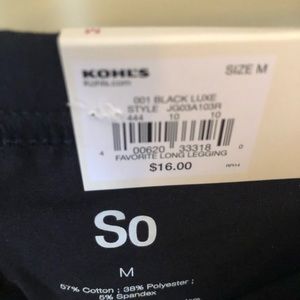 M
KOHL'S
Kohls.com
SIZE M
001 BLACK LUXE
STYLE JG03A103R
444 10 10
4 00620 33318 0
FAVORITE LONG LEGGING
$16.00
So
M
57% Cotton ; 38% Polyester ;
5% Spandex